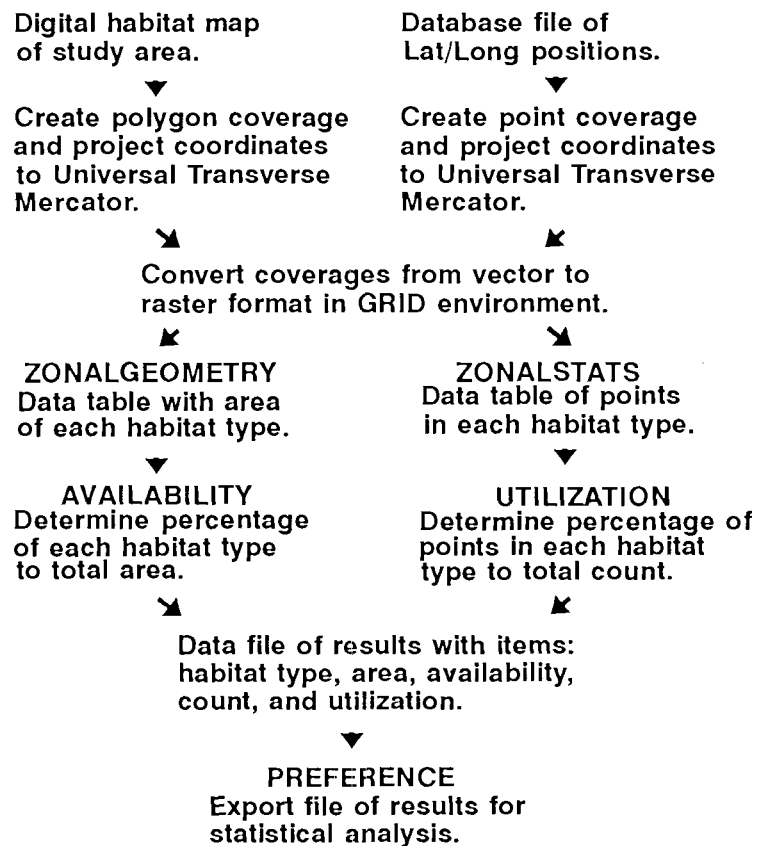 Digital habitat map
of study area.
Database file of
Lat/Long positions.
Create polygon coverage
and project coordinates
to Universal Transverse
Mercator.
Create point coverage
and project coordinates
to Universal Transverse
Mercator.
Convert coverages from vector to
raster format in GRID environment.
ZONALGEOMETRY
Data table with area
of each habitat type.
ZONALSTATS
Data table of points
in each habitat type.
AVAILABILITY
Determine percentage
of each habitat type
to total area.
UTILIZATION
Determine percentage of
points in each habitat
type to total count.
Data file of results with items:
habitat type, area, availability,
count, and utilization.
PREFERENCE
Export file of results for
statistical analysis.